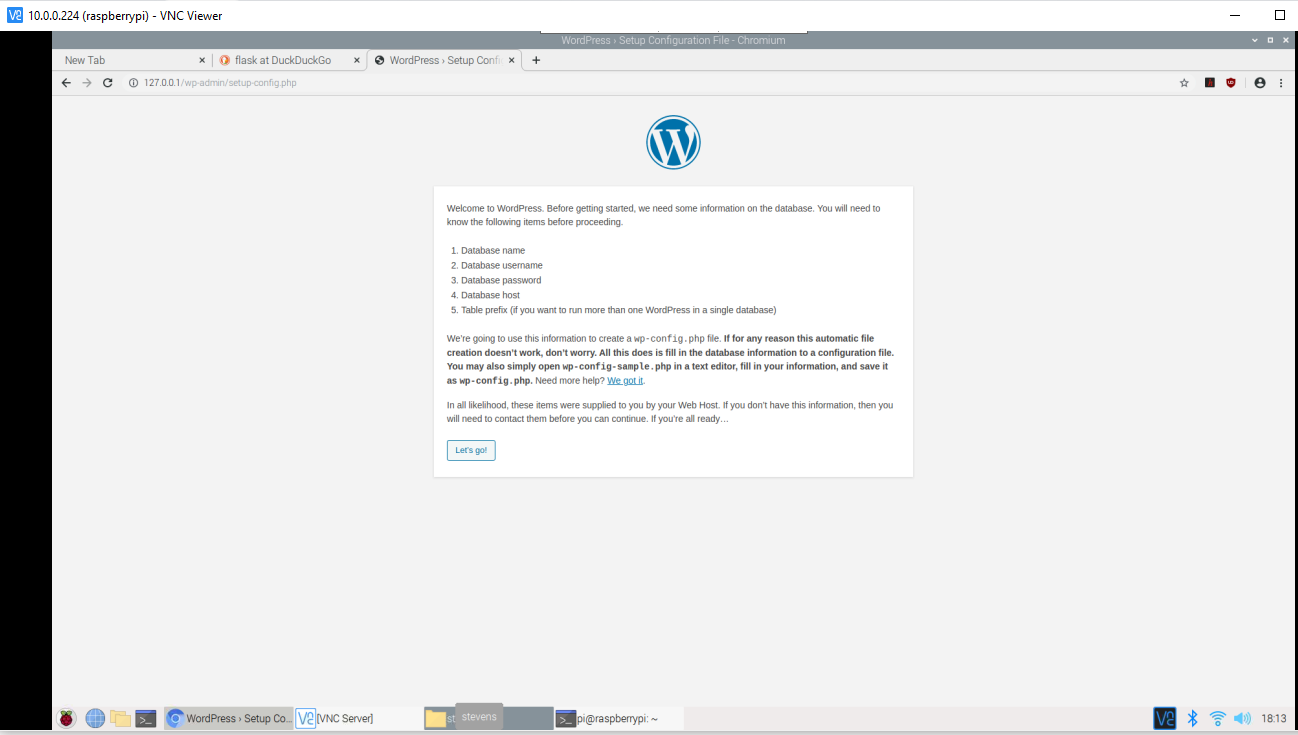 10.0.0.224 (raspberrypi) - VNC Viewer
WordPress › Setup Configuration File - Chromium
New Tab
flask at DuckDuckGo
WordPress › Setup Confi
127.0.0.1/wp-admin/setup-config.php
Welcome to WordPress. Before getting started, we need some information on the database. You will need to
know the following items before proceeding.
1. Database name
2. Database username
3. Database password
4. Database host
5. Table prefix (if you want to run more than one WordPress in a single database)
We're going to use this information to create a wp-config.php file. If for any reason this automatic file
creation doesn't work, don't worry. All this does is fill in the database information to a configuration file.
You may also simply open wp-config-sample.php in a text editor, fill in your information, and save it
as wp-config.php. Need more help? We got it.
In all likelihood, these items were supplied to you by your Web Host. If you don't have this information, then you
will need to contact them before you can continue. If you're all ready…
Let's go!
WordPress › Setup Co...
[VNC Server]
st
stevens
pi@raspberrypi: ~
18:13